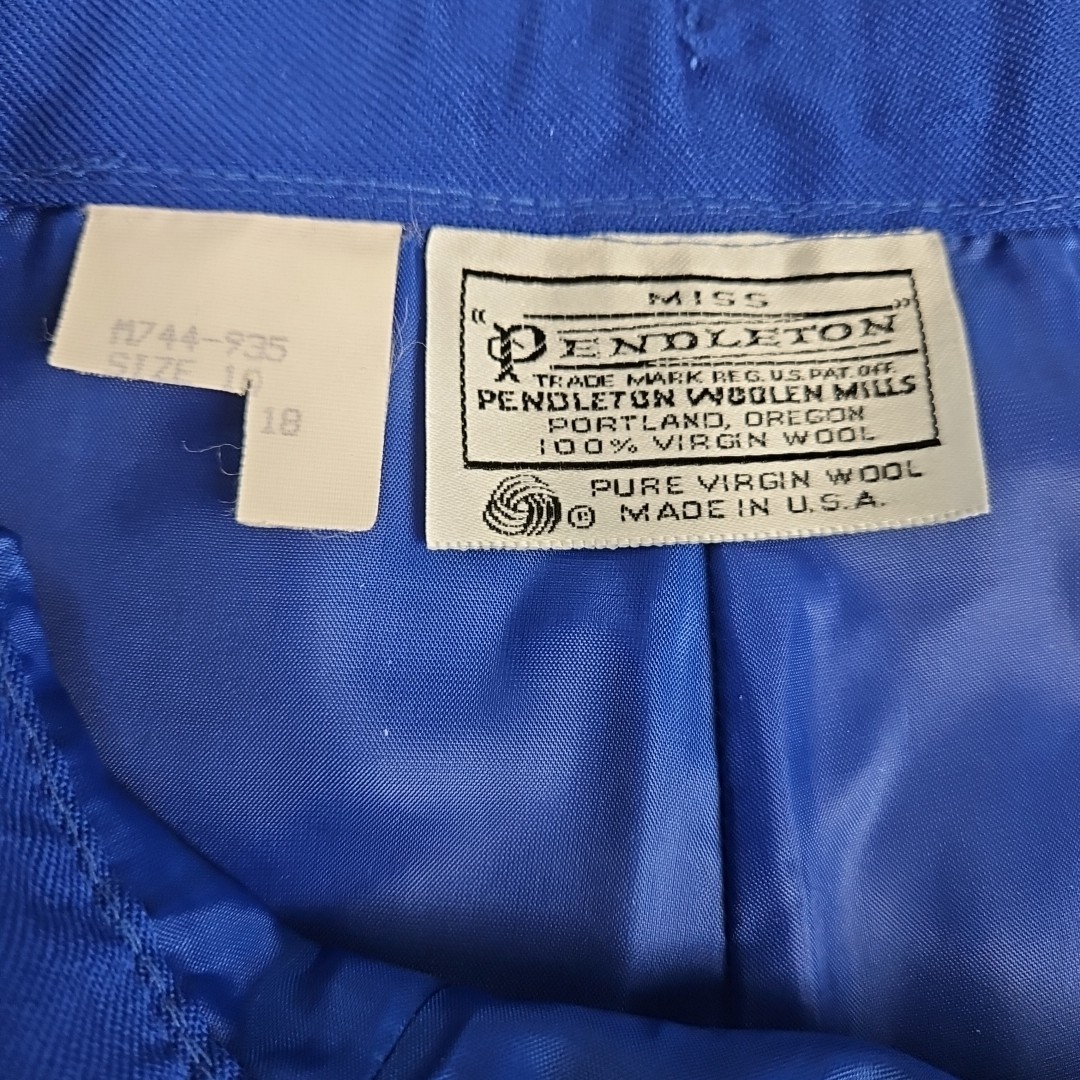 M744-935
SIZE 10
18
MISS
"PENDLETON"
TRADE MARK REG. U.S. PAT. OFF.
PENDLETON WOOLEN MILLS
PORTLAND, OREGON
100% VIRGIN WOOL
PURE VIRGIN WOOL
® MADE IN U.S.A.